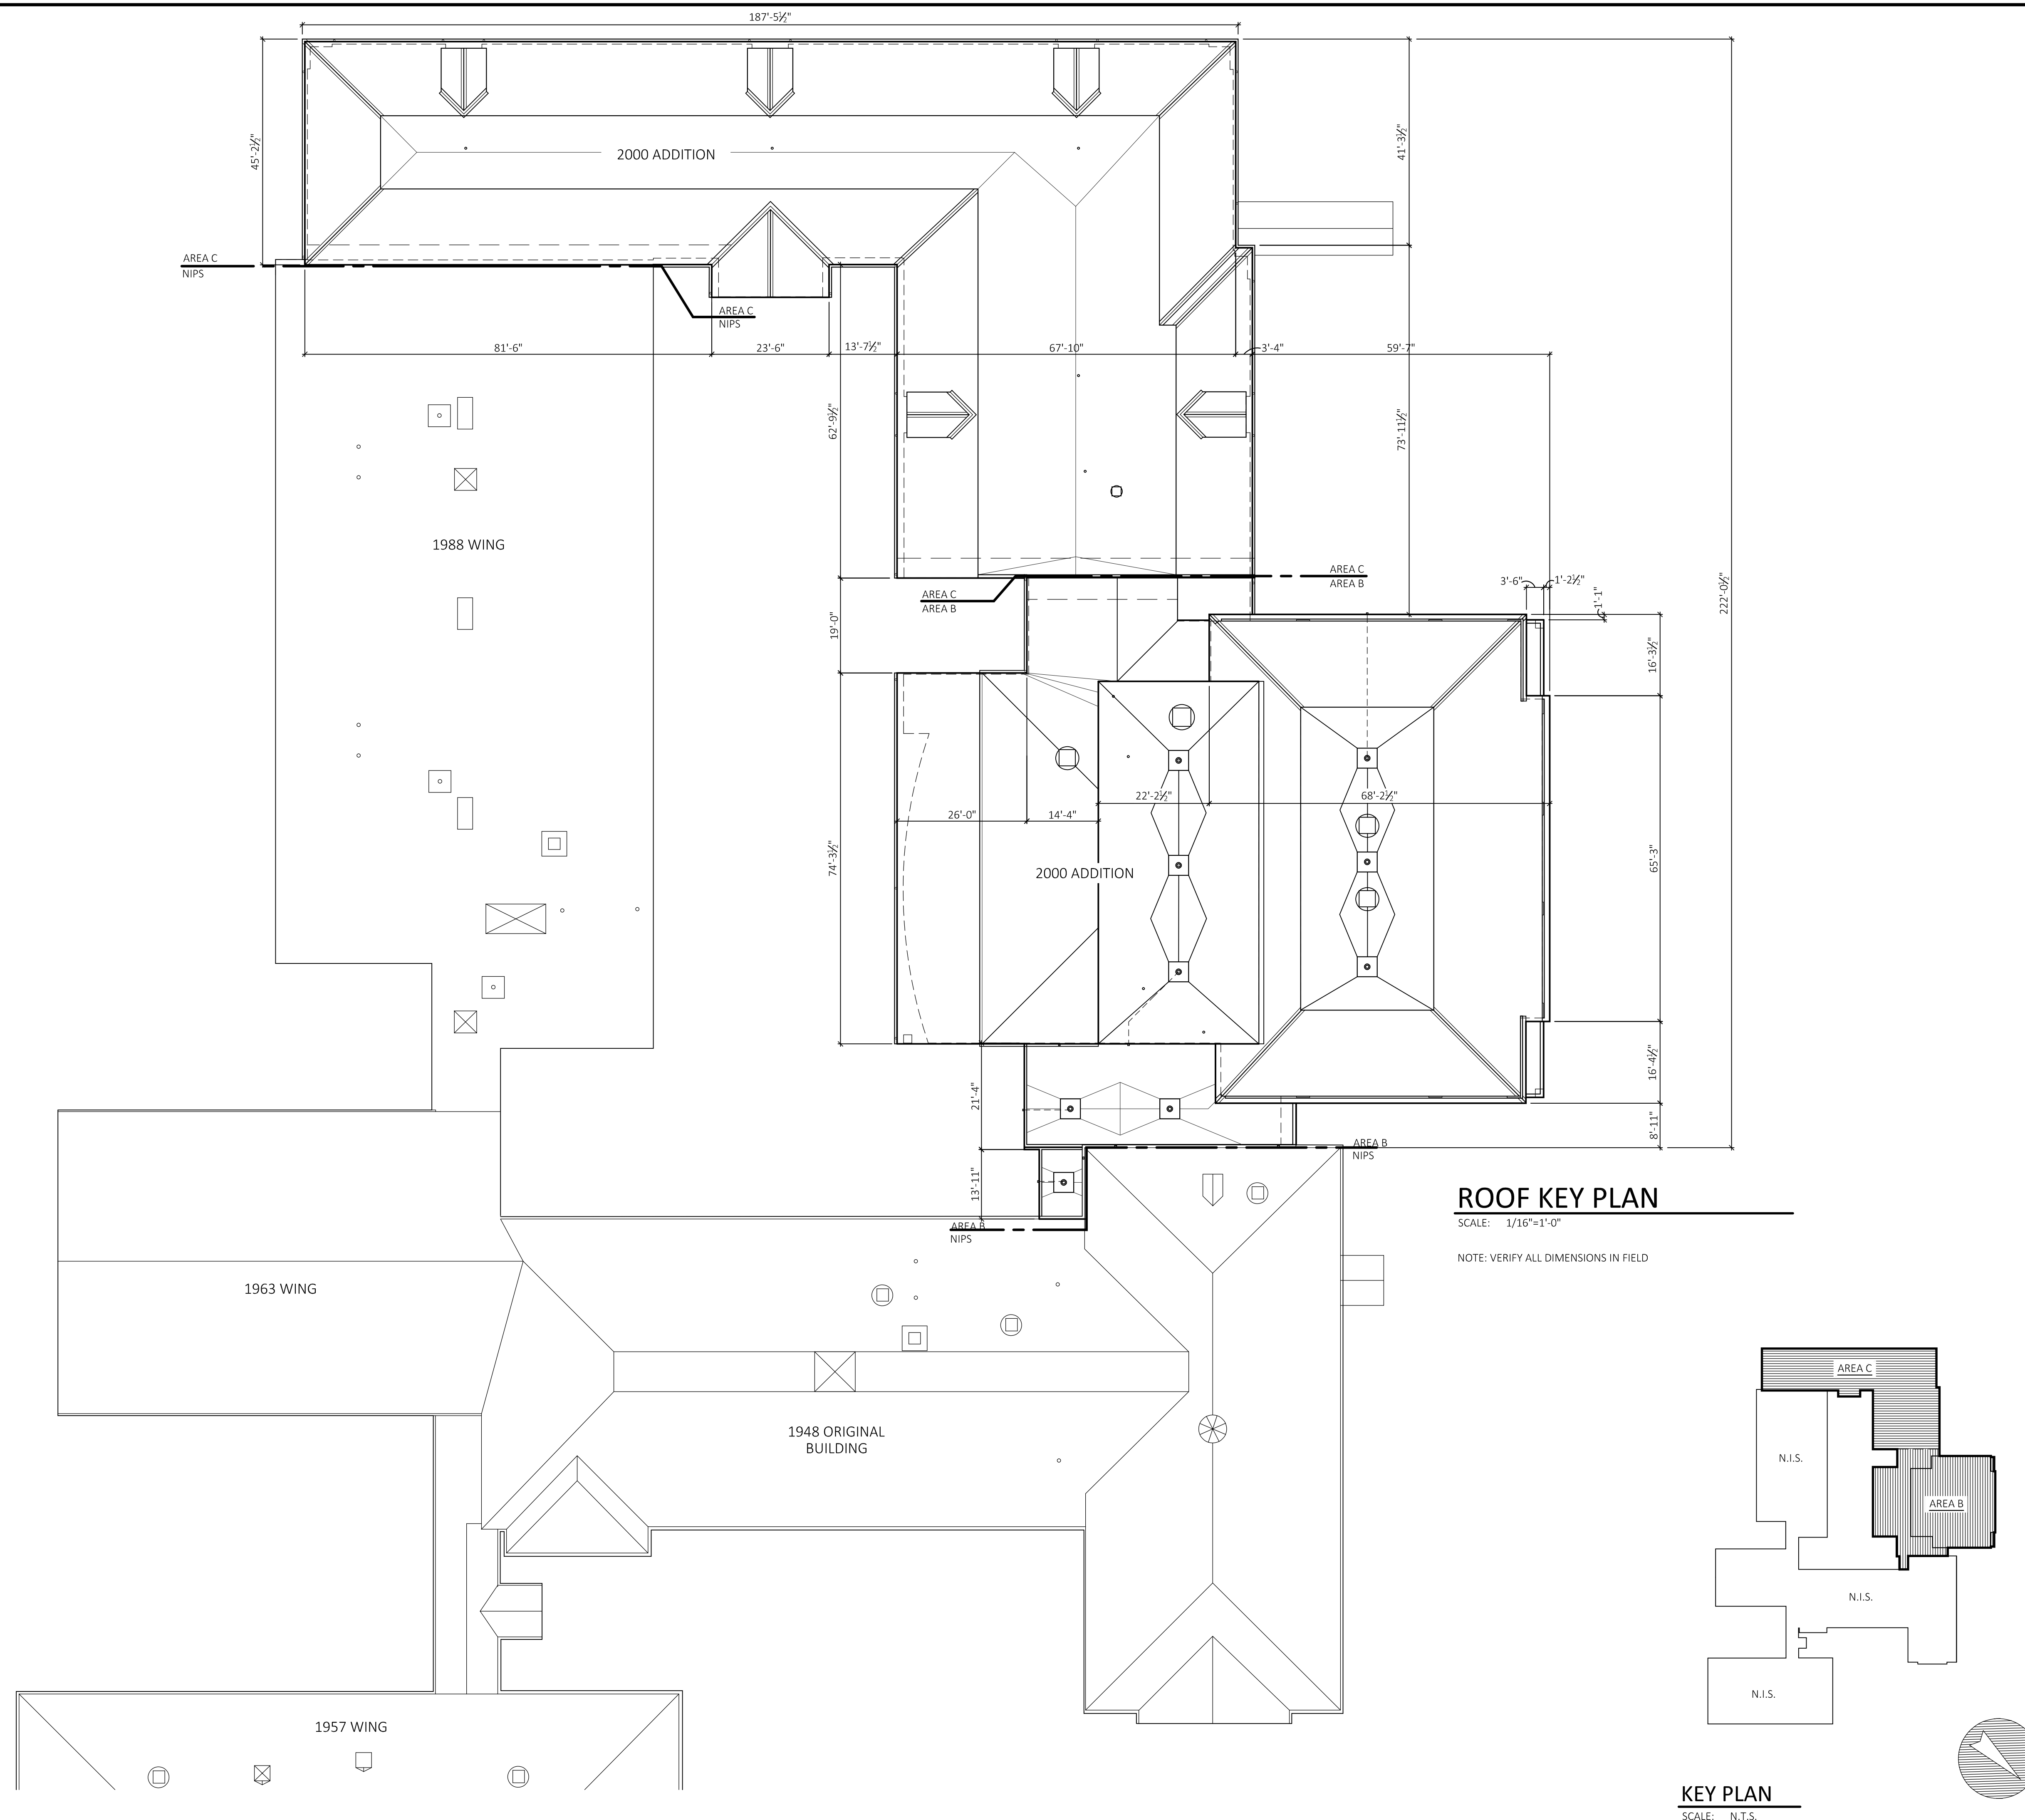 187'-5½"
45'-2½"
41'-3½"
2000 ADDITION
AREA C
NIPS
AREA C
NIPS
81'-6"
23'-6"
13'-7½"
67'-10"
3'-4"
59'-7"
62'-9½"
73'-11½"
222'-0½"
1988 WING
AREA C
AREA B
AREA C
AREA B
3'-6"
1'-2½"
1'-1"
19'-0"
16'-3½"
22'-2½"
68'-2½"
26'-0"
14'-4"
74'-3½"
65'-3"
2000 ADDITION
16'-4½"
21'-4"
8'-11"
AREA B
NIPS
13'-11"
AREA B
NIPS
ROOF KEY PLAN
SCALE: 1/16"=1'-0"
NOTE: VERIFY ALL DIMENSIONS IN FIELD
1963 WING
1948 ORIGINAL
BUILDING
AREA C
N.I.S.
AREA B
N.I.S.
N.I.S.
1957 WING
KEY PLAN
SCALE: N.T.S.